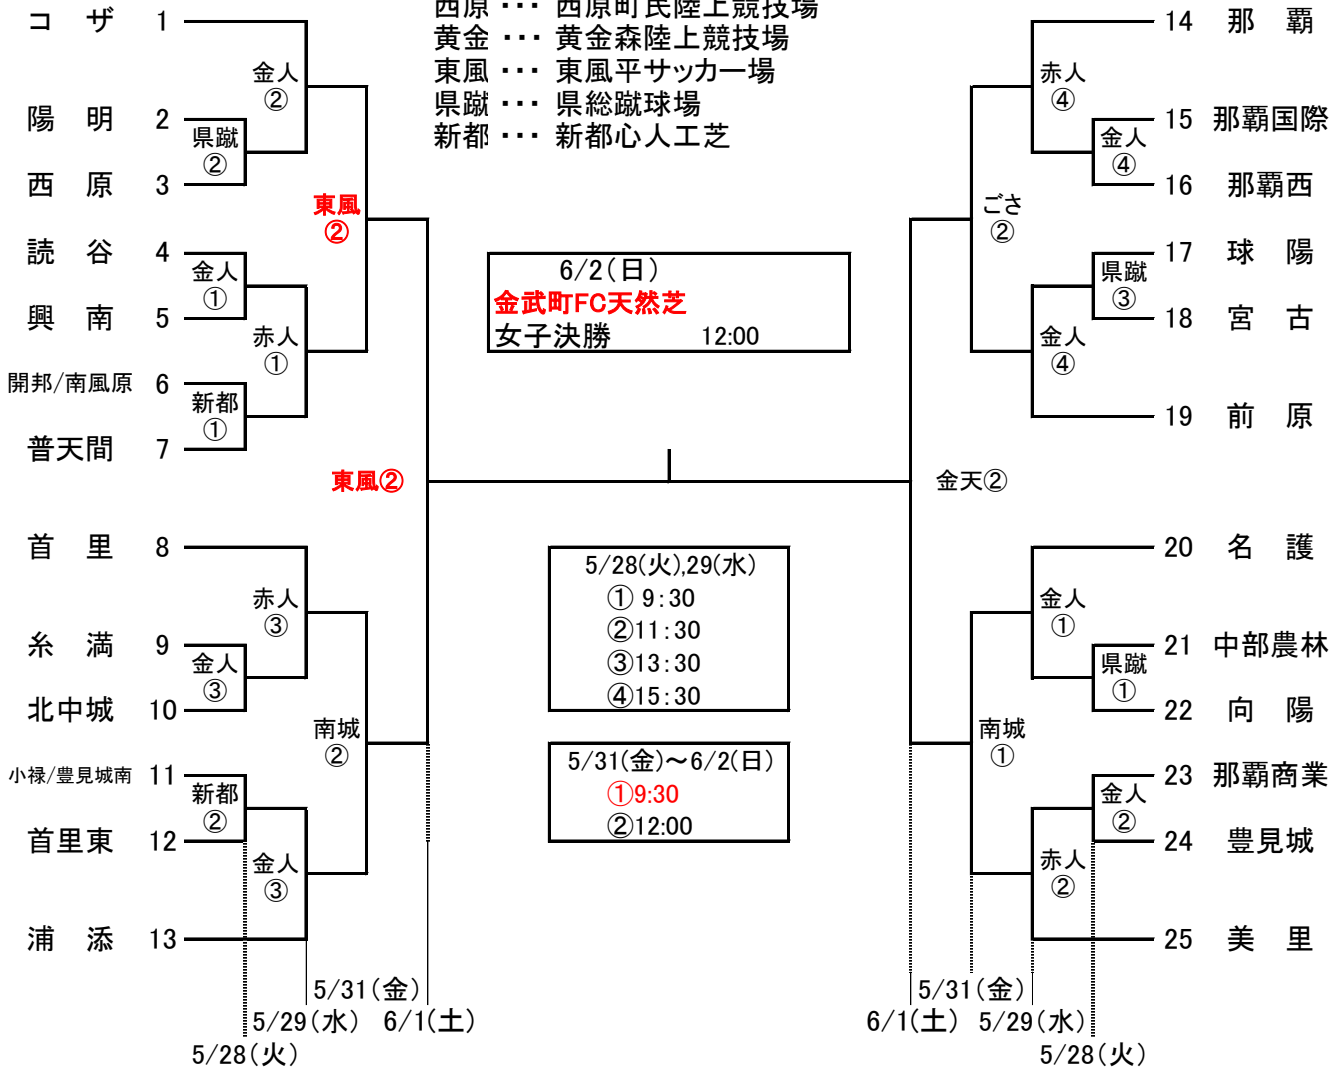 西原 ・・・ 西原町民陸上競技場
黄金 ・・・ 黄金森陸上競技場
東風 ・・・ 東風平サッカー場
県蹴 ・・・ 県総蹴球場
新都 ・・・ 新都心人工芝
コ ザ 1
陽 明 2
西 原 3
読 谷 4
興 南 5
開邦/南風原 6
普天間 7
首 里 8
糸 満 9
北中城 10
小禄/豊見城南 11
首里東 12
浦 添 13
金人
②
県蹴
②
金人
①
赤人
①
新都
①
東風
②
東風②
赤人
③
金人
③
南城
②
新都
②
金人
③
6/2(日)
金武町FC天然芝
女子決勝 12:00
5/28(火),29(水)
① 9:30
②11:30
③13:30
④15:30
5/31(金)～6/2(日)
①9:30
②12:00
赤人
④
金人
④
ごさ
②
県蹴
③
金人
④
金天②
金人
①
県蹴
①
南城
①
金人
②
赤人
②
14 那 覇
15 那覇国際
16 那覇西
17 球 陽
18 宮 古
19 前 原
20 名 護
21 中部農林
22 向 陽
23 那覇商業
24 豊見城
25 美 里
5/31(金)
5/29(水) 6/1(土)
5/28(火)
5/31(金)
6/1(土) 5/29(水)
5/28(火)